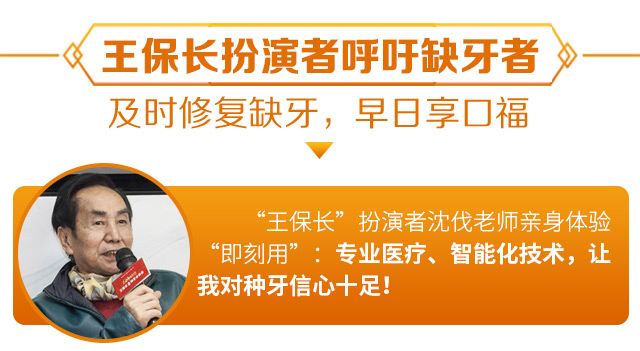 王保长扮演者呼吁缺牙者
及时修复缺牙，早日享口福
“王保长”扮演者沈伐老师亲身体验
“即刻用”：专业医疗、智能化技术，让
我对种牙信心十足！